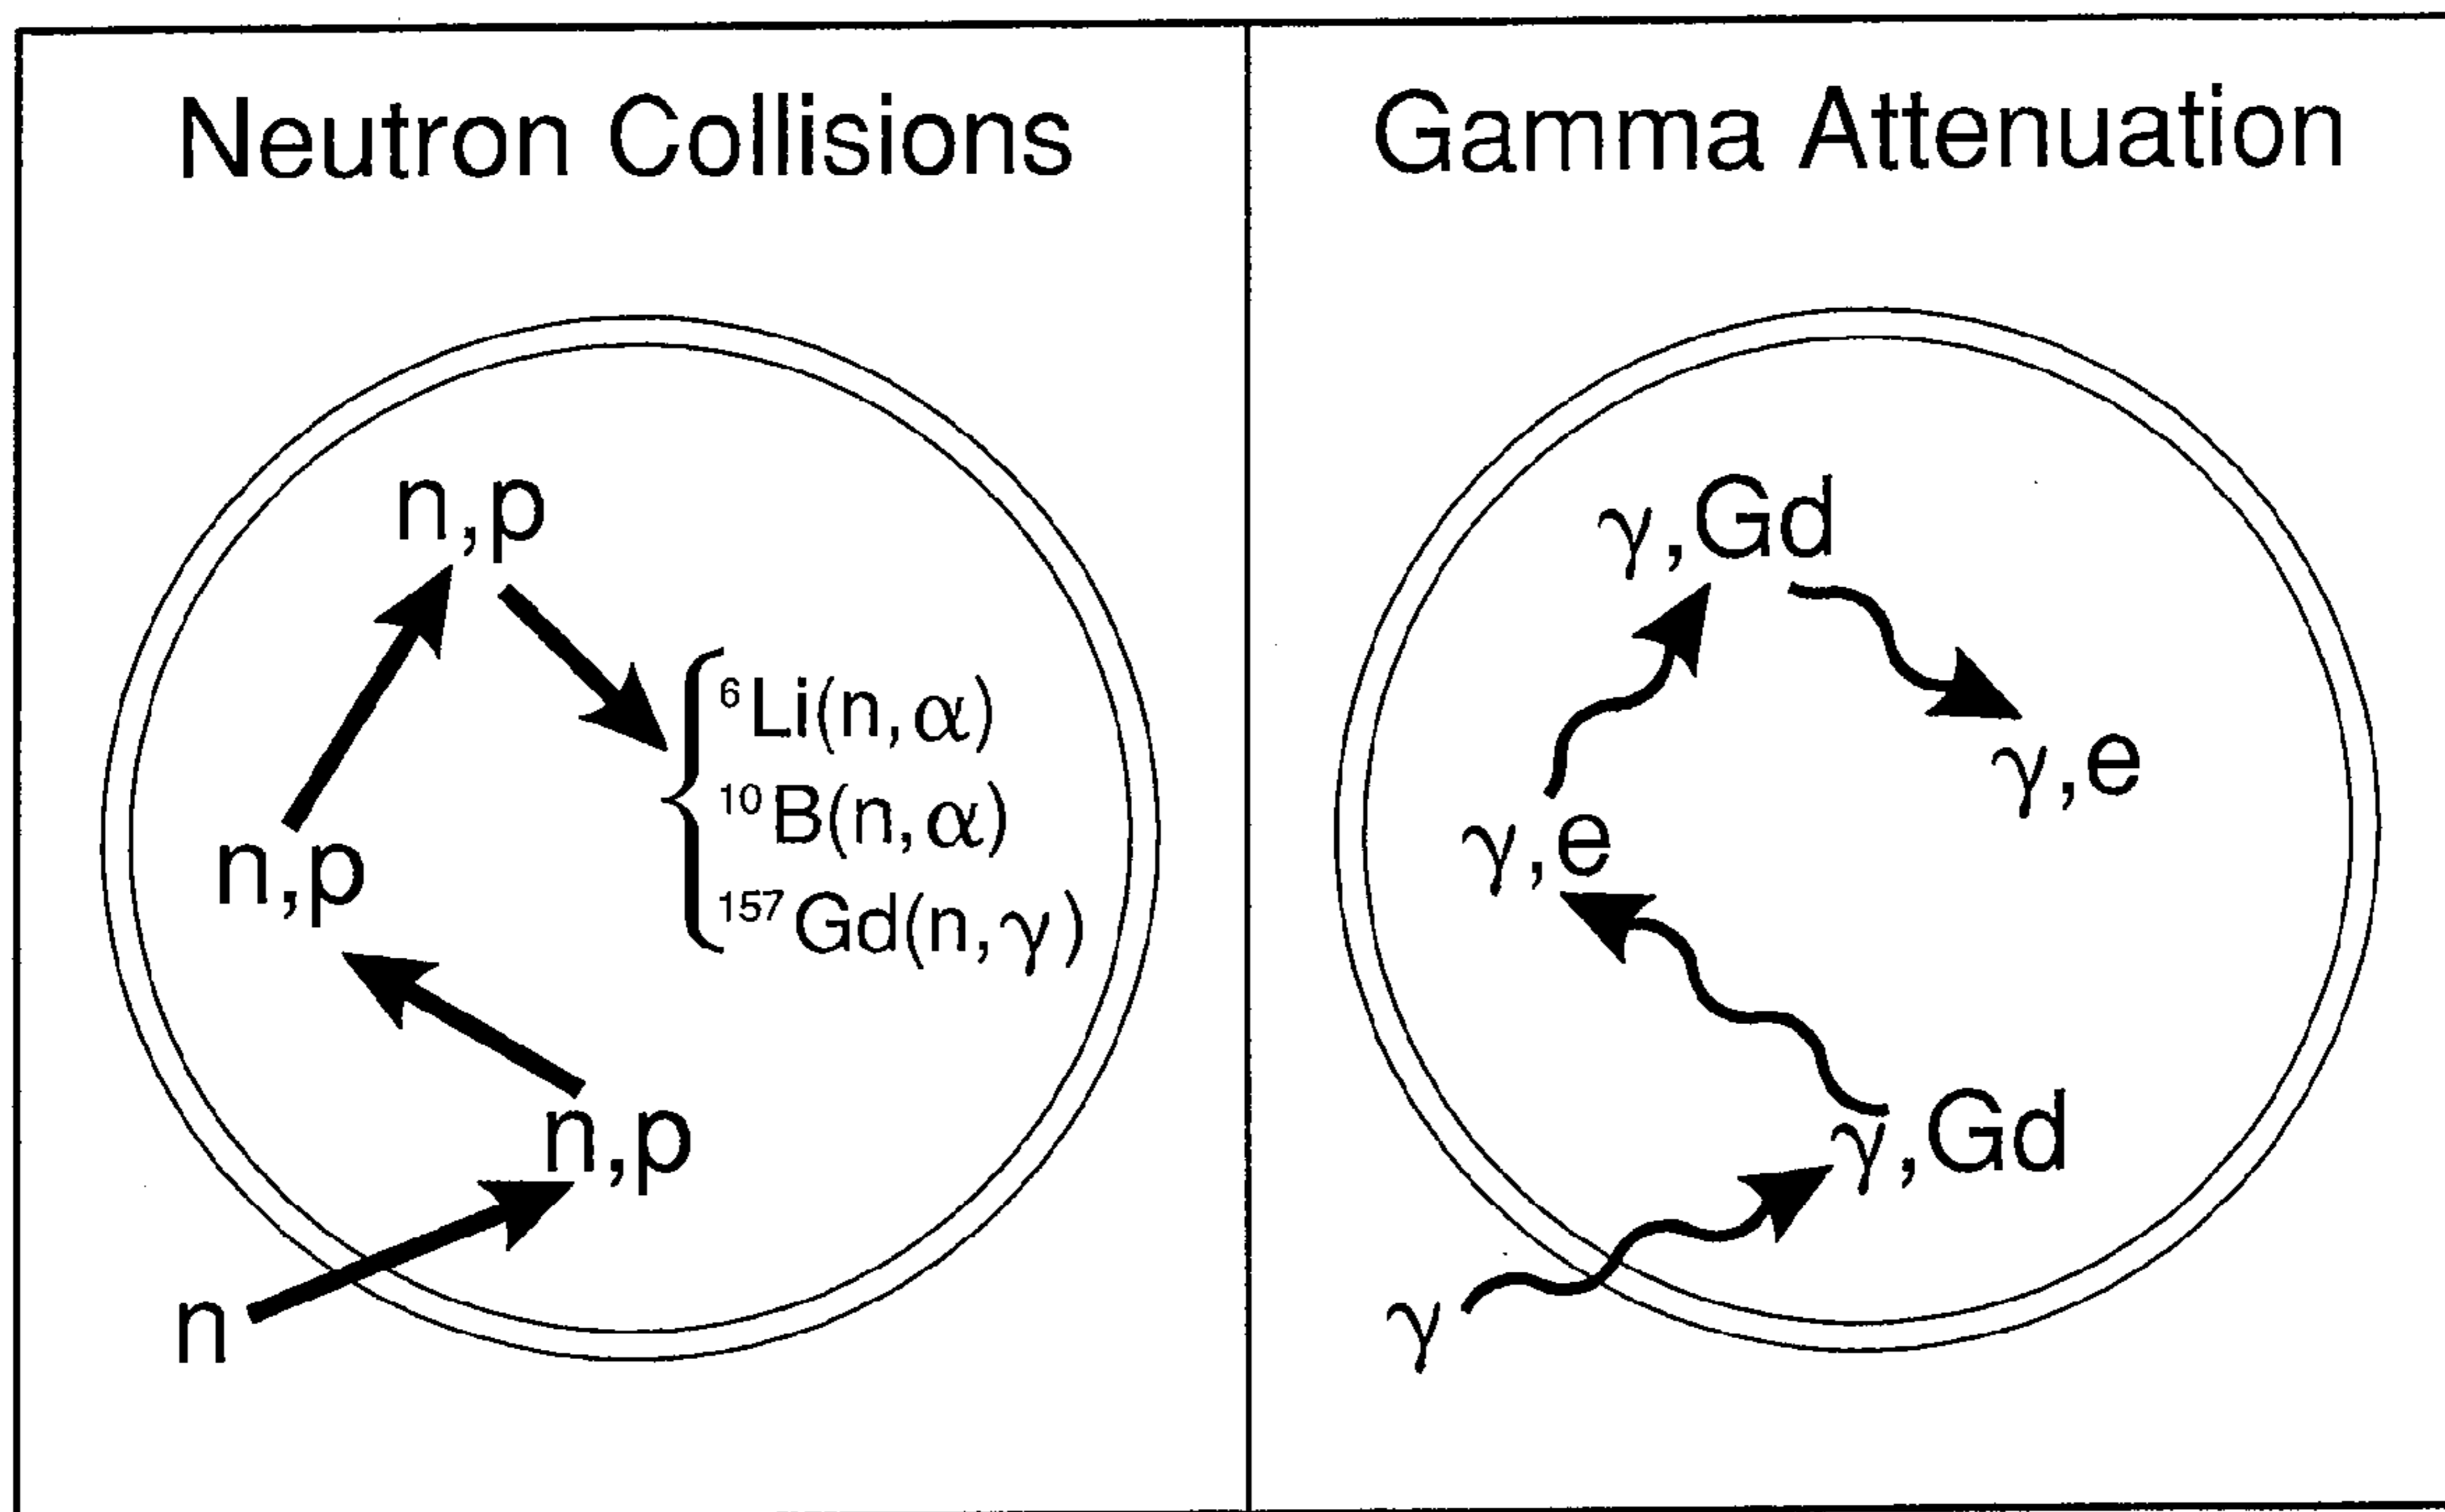 Neutron Collisions
n,p
⁶Li(n,α)
¹⁰B(n,α)
¹⁵⁷Gd(n,γ)
n,p
n,p
n
Gamma Attenuation
γ,Gd
γ,e
γ,e
γ,Gd
γ